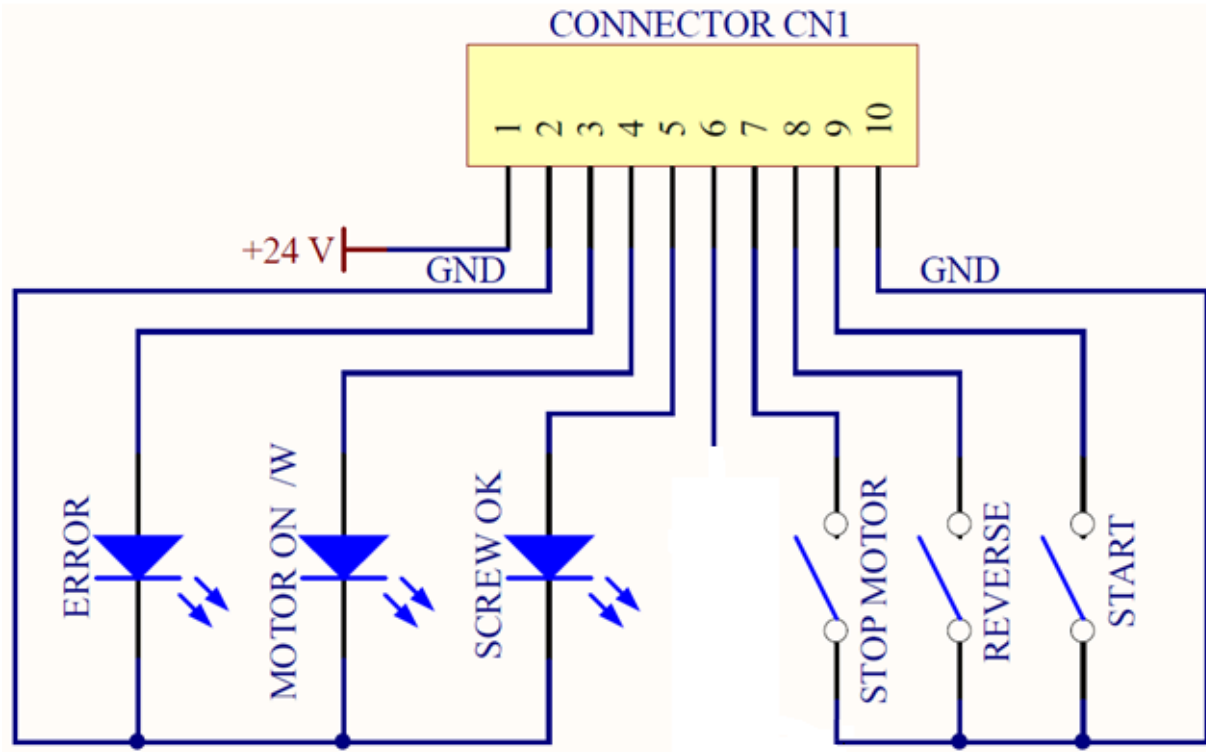 CONNECTOR CN1
1 2 3 4 5 6 7 8 9 10
+24 V
GND
GND
ERROR
MOTOR ON /W
SCREW OK
STOP MOTOR
REVERSE
START